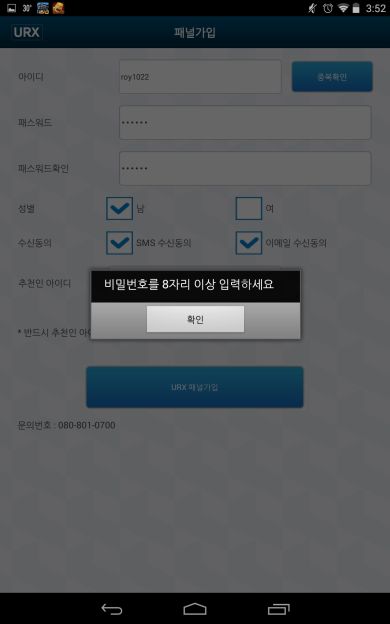 30°
3:52
URX
패널가입
아이디
roy1022
중복확인
패스워드
••••••
패스워드확인
••••••
성별
남
여
수신동의
SMS 수신동의
이메일 수신동의
추천인 아이디
비밀번호를 8자리 이상 입력하세요
확인
* 반드시 추천인
URX 패널가입
문의번호 : 080-801-0700